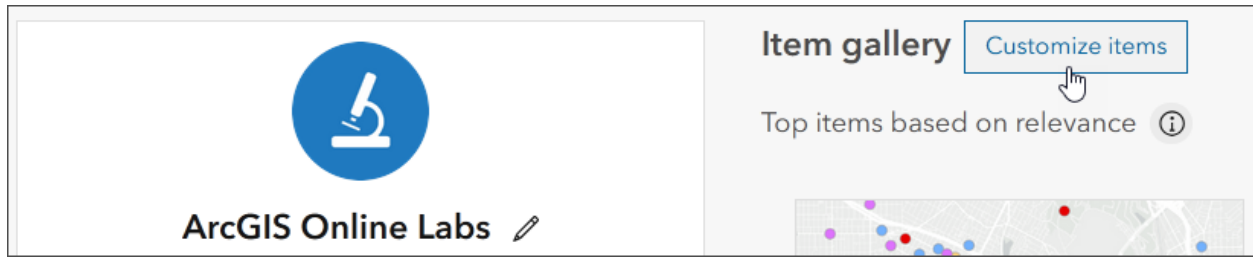 ArcGIS Online Labs
Item gallery
Customize items
Top items based on relevance